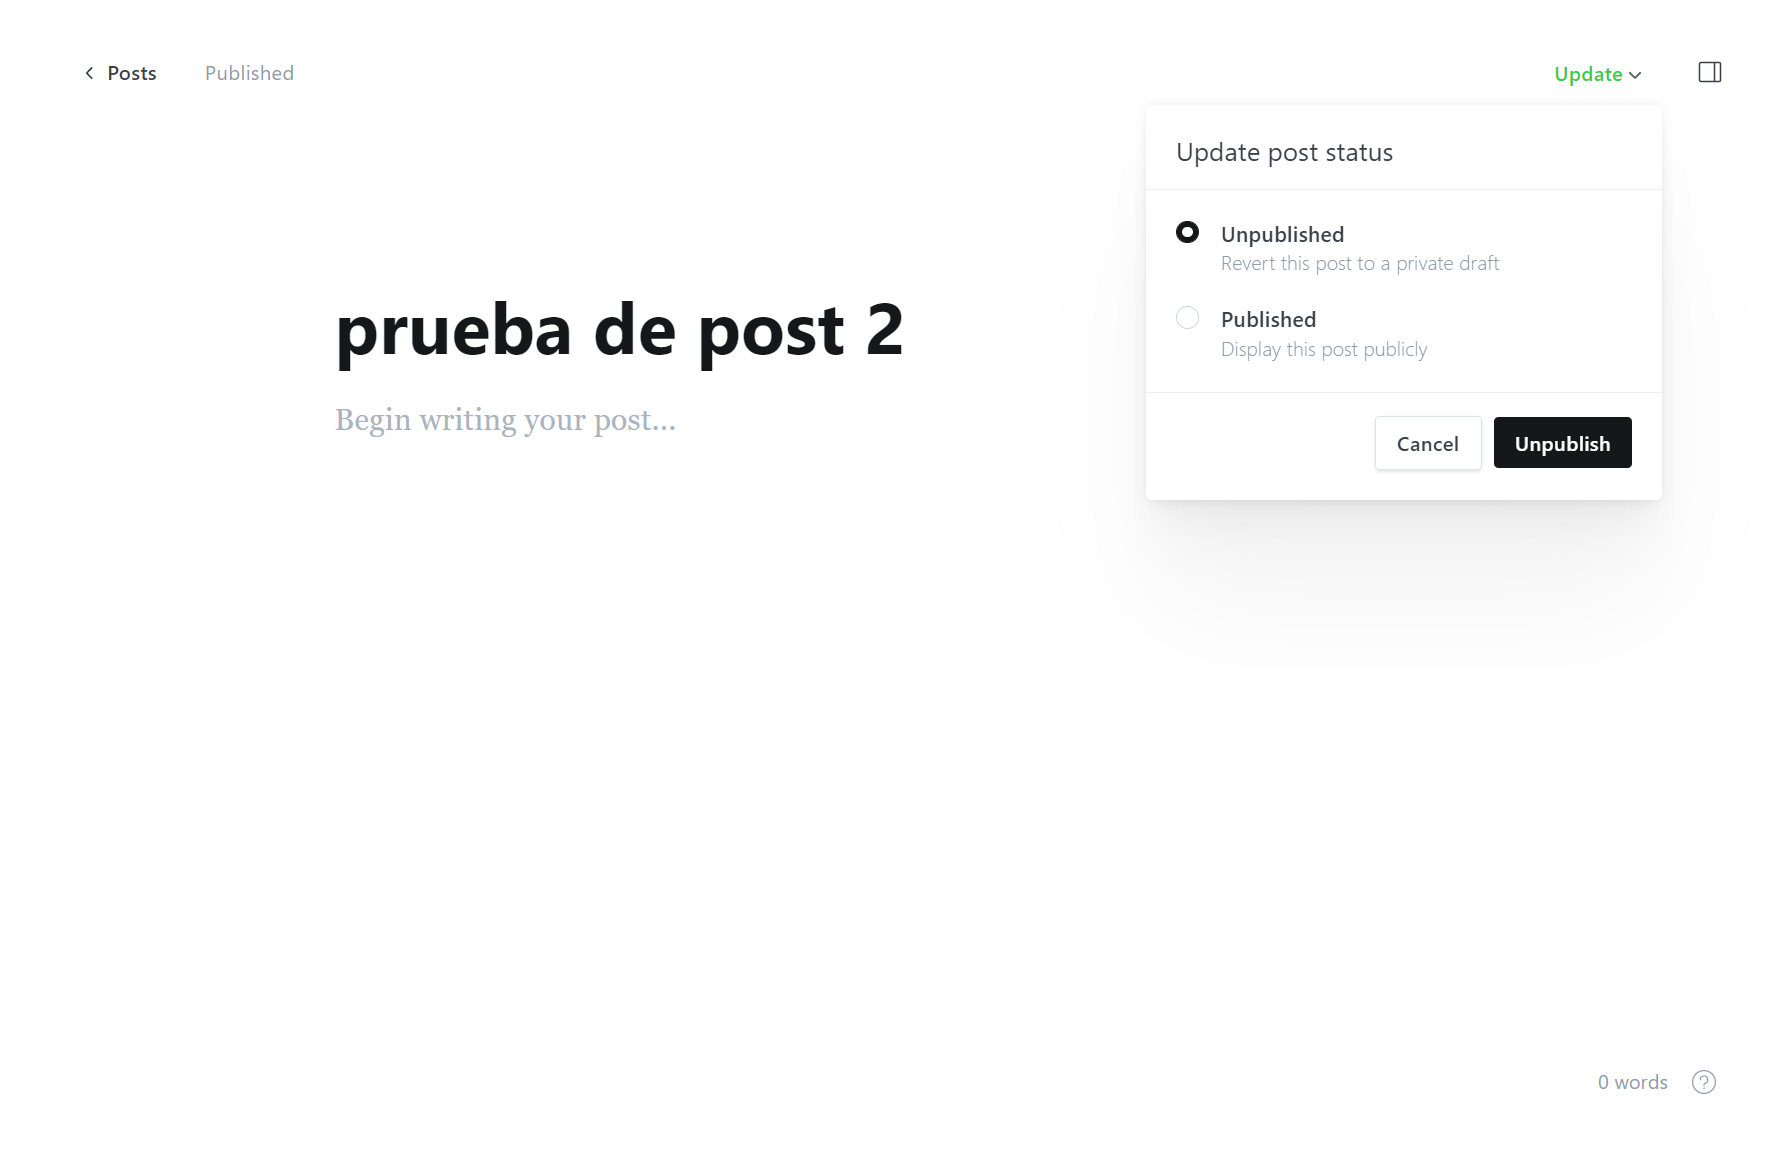 Posts
Published
Update
Update post status
Unpublished
Revert this post to a private draft
Published
Display this post publicly
Cancel
Unpublish
prueba de post 2
Begin writing your post...
0 words
?